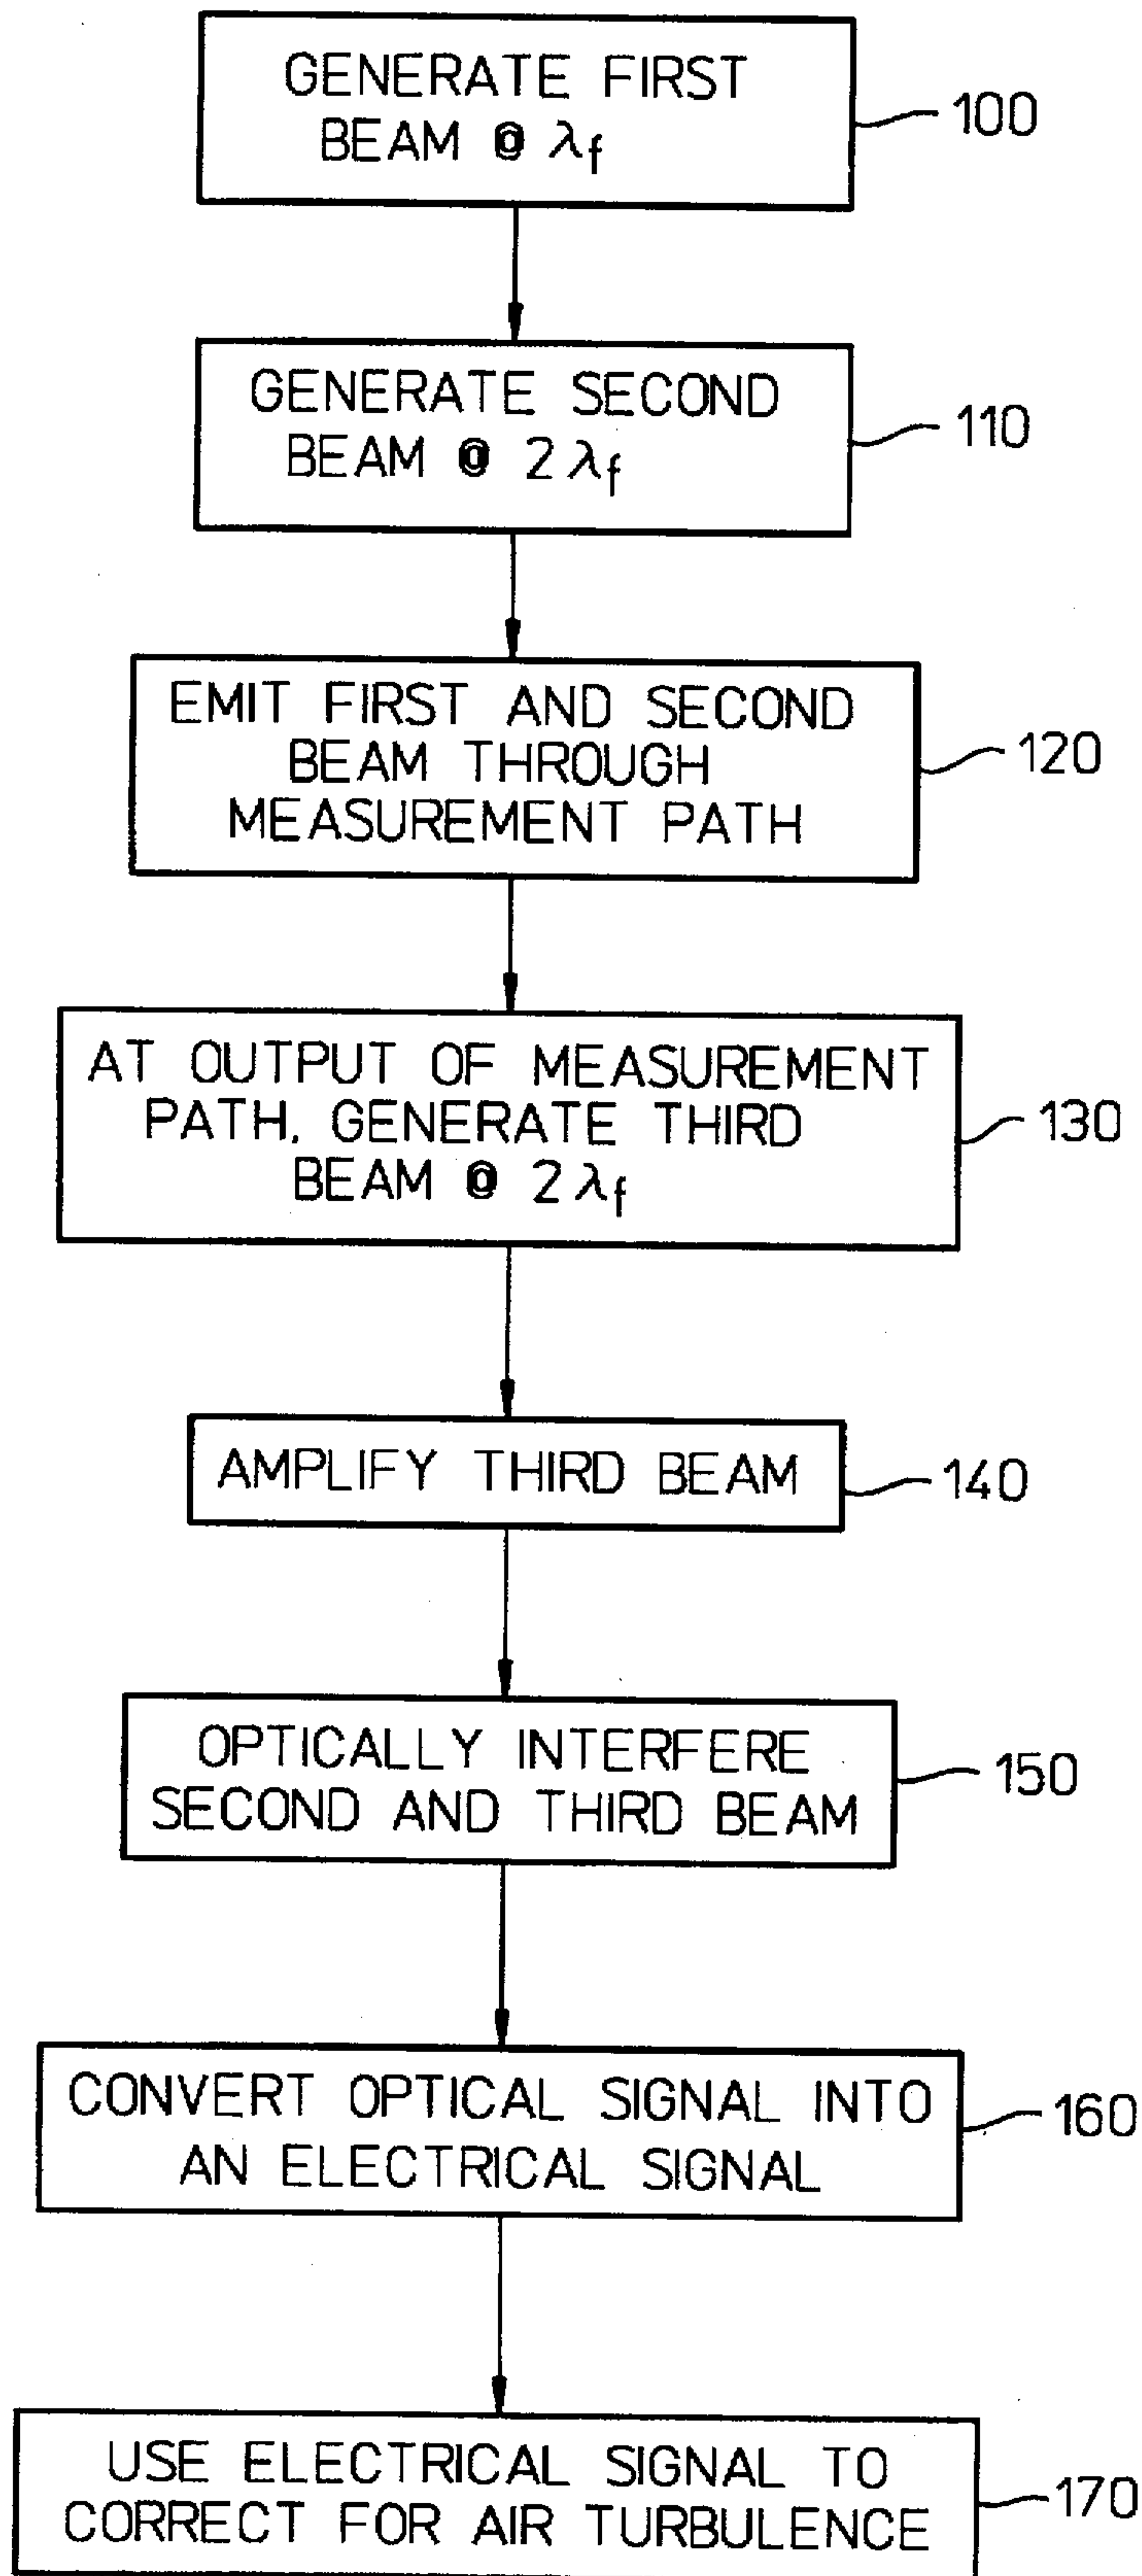 GENERATE FIRST
BEAM @ λf
100
GENERATE SECOND
BEAM @ 2λf
110
EMIT FIRST AND SECOND
BEAM THROUGH
MEASUREMENT PATH
120
AT OUTPUT OF MEASUREMENT
PATH, GENERATE THIRD
BEAM @ 2λf
130
AMPLIFY THIRD BEAM
140
OPTICALLY INTERFERE
SECOND AND THIRD BEAM
150
CONVERT OPTICAL SIGNAL INTO
AN ELECTRICAL SIGNAL
160
USE ELECTRICAL SIGNAL TO
CORRECT FOR AIR TURBULENCE
170